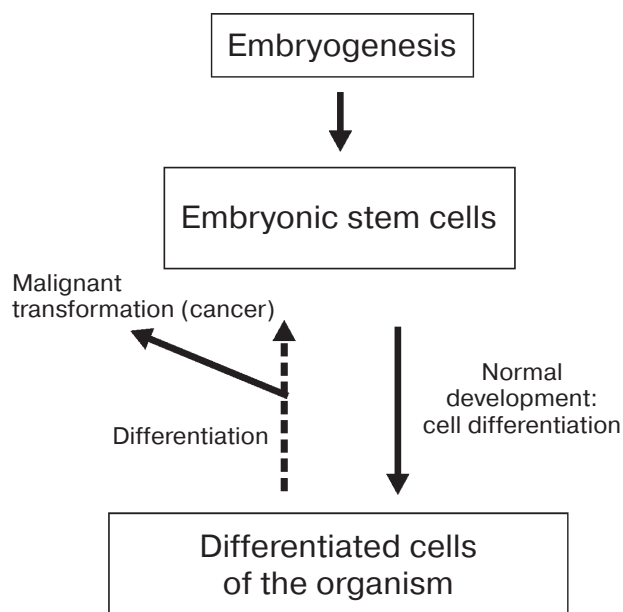 Embryogenesis
Embryonic stem cells
Malignant
transformation (cancer)
Normal
development:
cell differentiation
Differentiation
Differentiated cells
of the organism